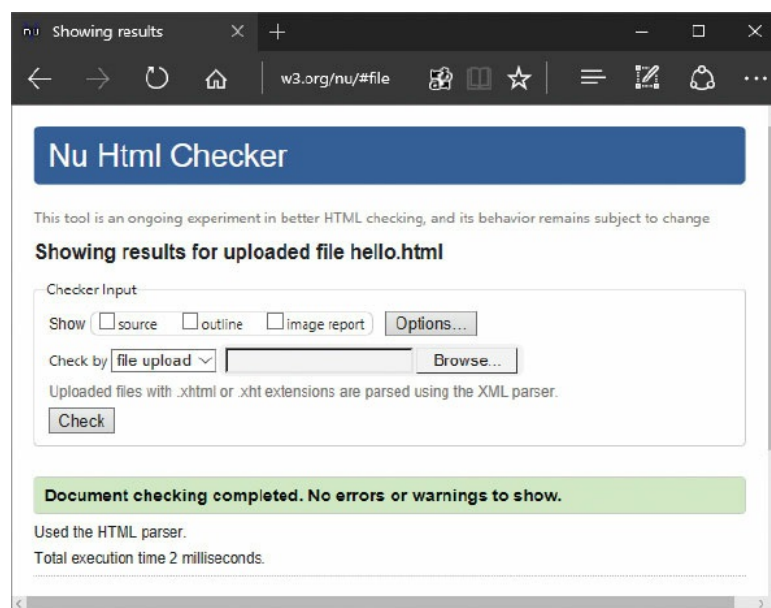 nu Showing results
w3.org/nu/#file
Nu Html Checker
This tool is an ongoing experiment in better HTML checking, and its behavior remains subject to change
Showing results for uploaded file hello.html
Checker Input
Show source outline image report Options...
Check by file upload Browse...
Uploaded files with .xhtml or .xht extensions are parsed using the XML parser.
Check
Document checking completed. No errors or warnings to show.
Used the HTML parser.
Total execution time 2 milliseconds.